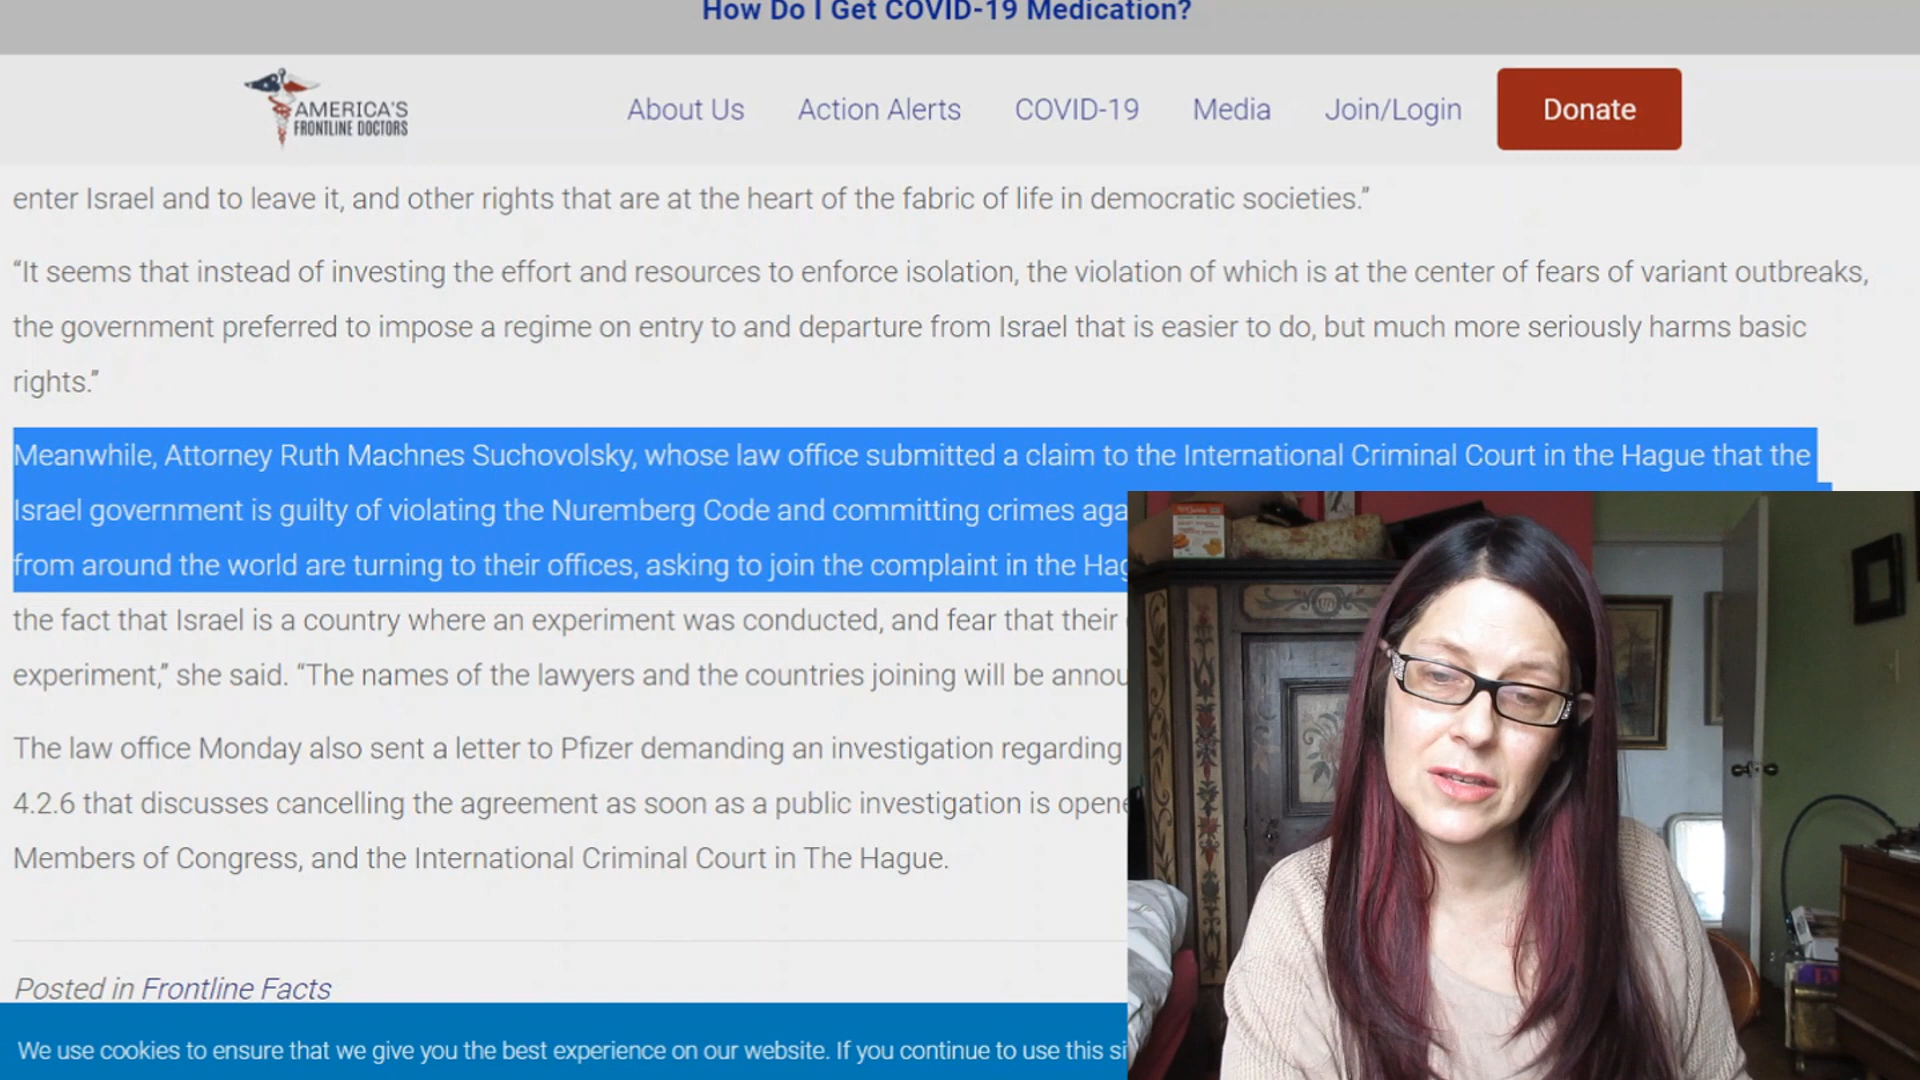 How Do I Get COVID-19 Medication?
AMERICA'S
FRONTLINE DOCTORS
About Us
Action Alerts
COVID-19
Media
Join/Login
Donate
enter Israel and to leave it, and other rights that are at the heart of the fabric of life in democratic societies.”
“It seems that instead of investing the effort and resources to enforce isolation, the violation of which is at the center of fears of variant outbreaks,
the government preferred to impose a regime on entry to and departure from Israel that is easier to do, but much more seriously harms basic
rights.”
Meanwhile, Attorney Ruth Machnes Suchovolsky, whose law office submitted a claim to the International Criminal Court in the Hague that the
Israel government is guilty of violating the Nuremberg Code and committing crimes aga
from around the world are turning to their offices, asking to join the complaint in the Hag
the fact that Israel is a country where an experiment was conducted, and fear that their
experiment,” she said. “The names of the lawyers and the countries joining will be annou
The law office Monday also sent a letter to Pfizer demanding an investigation regarding
4.2.6 that discusses cancelling the agreement as soon as a public investigation is opene
Members of Congress, and the International Criminal Court in The Hague.
Posted in Frontline Facts
We use cookies to ensure that we give you the best experience on our website. If you continue to use this si